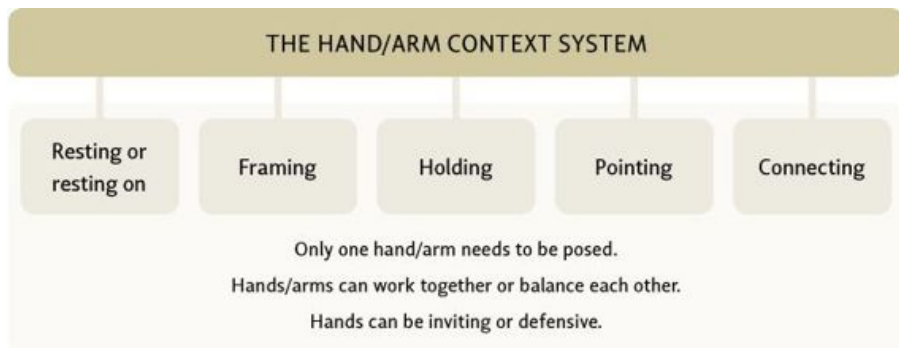 THE HAND/ARM CONTEXT SYSTEM
Resting or
resting on
Framing
Holding
Pointing
Connecting
Only one hand/arm needs to be posed.
Hands/arms can work together or balance each other.
Hands can be inviting or defensive.